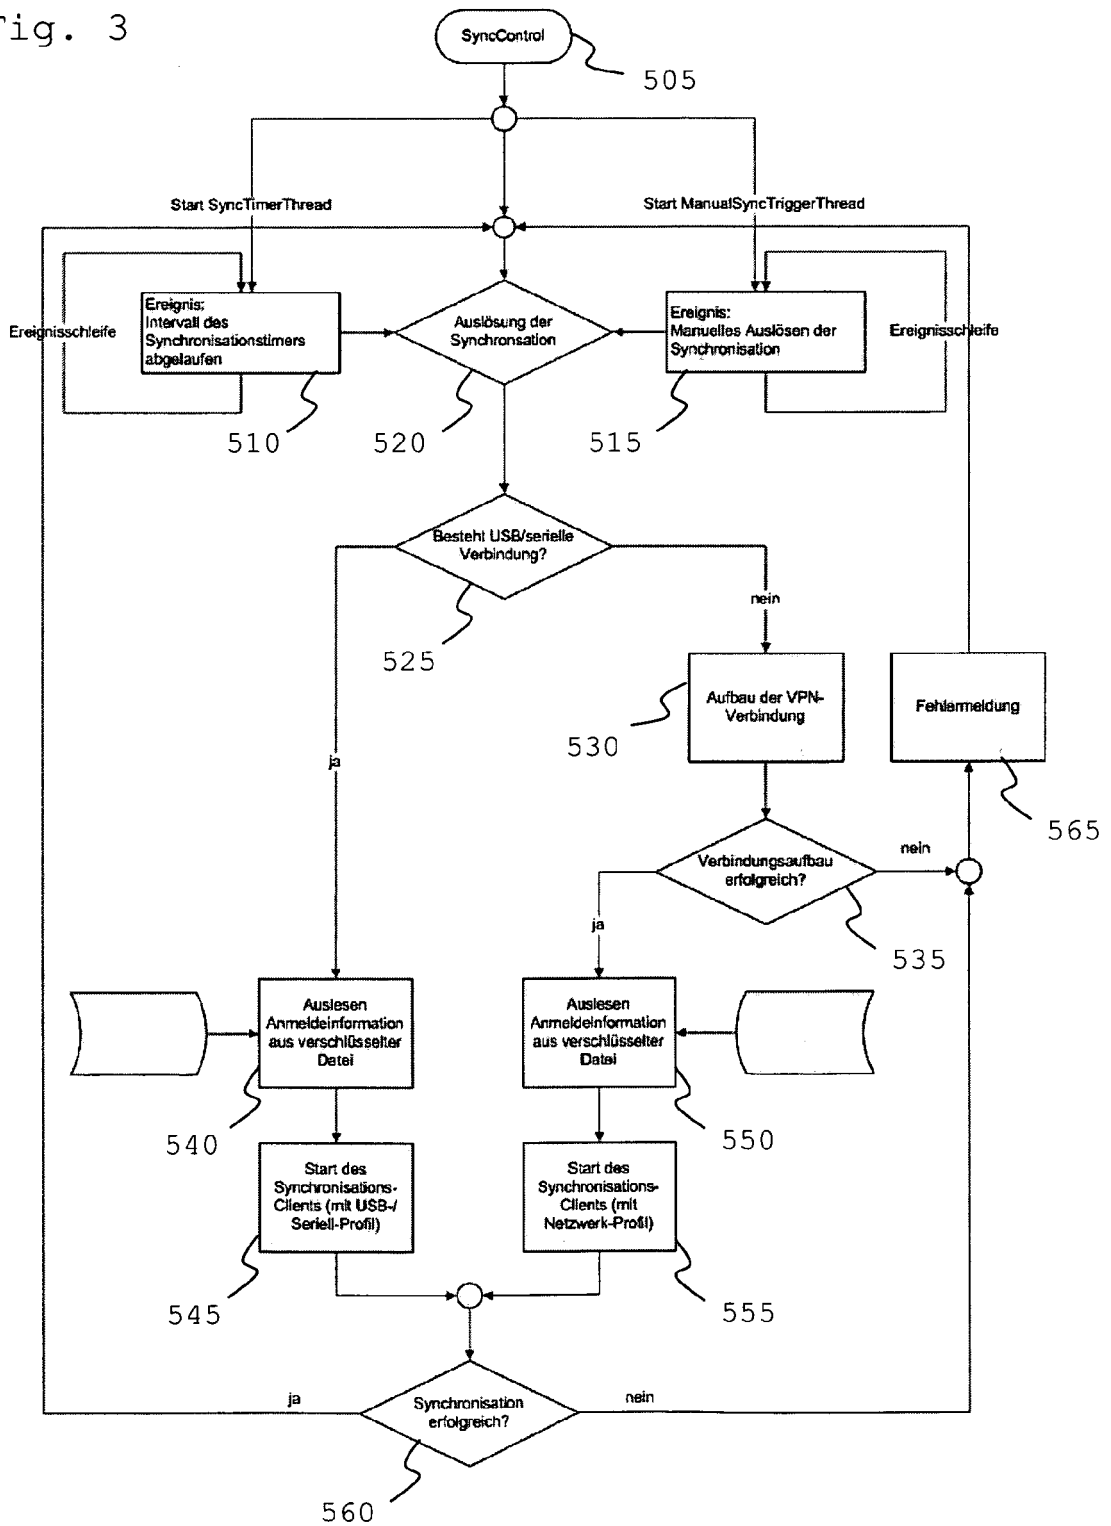 Fig. 3
SyncControl
505
Start SyncTimerThread
Start ManualSyncTriggerThread
Ereignisschleife
Ereignis:
Intervall des
Synchronisationstimers
abgelaufen
Auslösung der
Synchronsation
Ereignis:
Manuelles Auslösen der
Synchronisation
Ereignisschleife
510
520
515
Besteht USB/serielle
Verbindung?
nein
525
Aufbau der VPN-
Verbindung
Fehlermeldung
530
ja
565
Verbindungsaufbau
erfolgreich?
nein
ja
535
Auslesen
Anmeldeinformation
aus verschlüsselter
Datei
Auslesen
Anmeldeinformation
aus verschlüsselter
Datei
540
550
Start des
Synchronisations-
Clients (mit USB-/
Seriell-Profil)
Start des
Synchronisations-
Clients (mit
Netzwerk-Profil)
545
555
ja
Synchronisation
erfolgreich?
nein
560